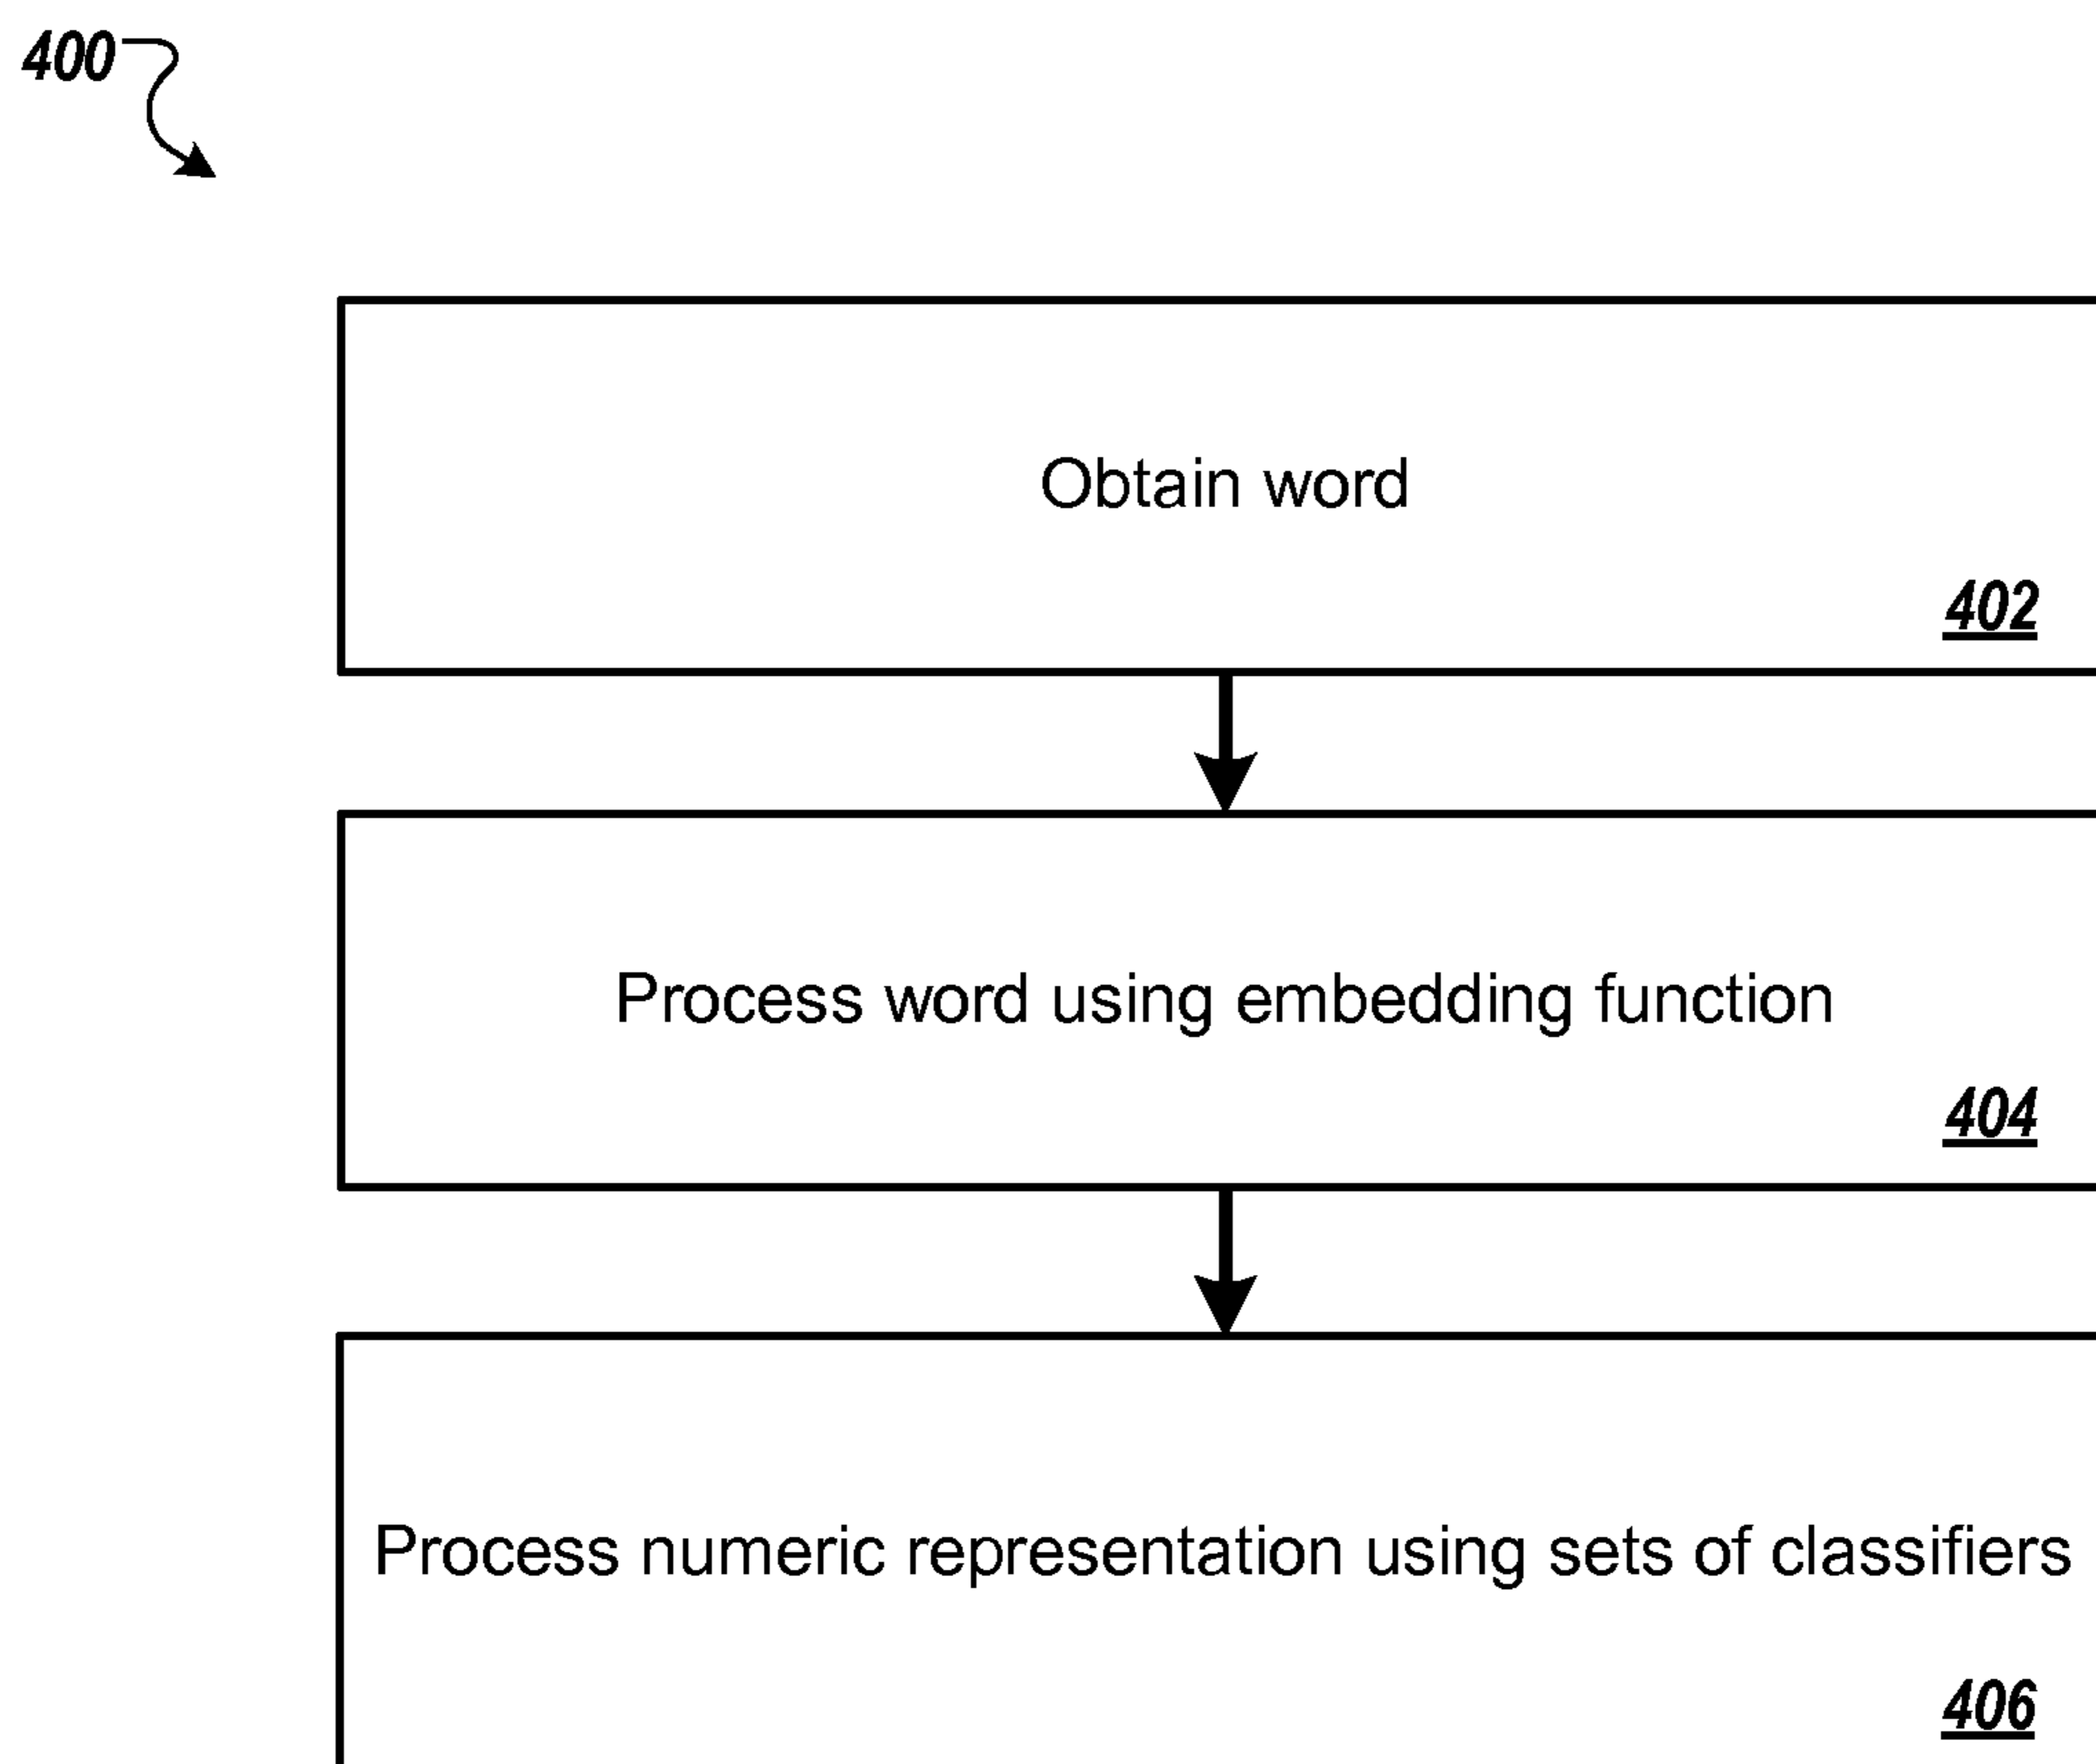 400
Obtain word
402
Process word using embedding function
404
Process numeric representation using sets of classifiers
406